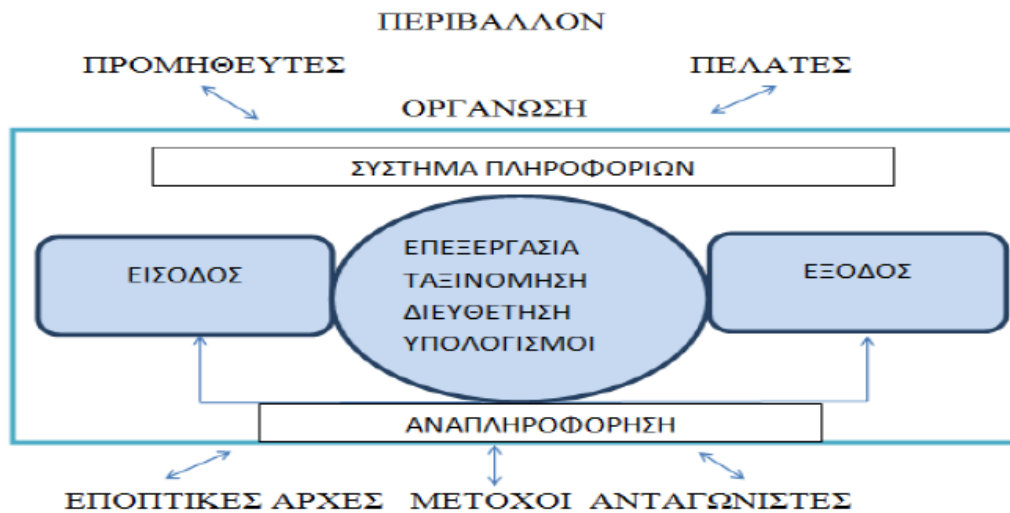 ΠΕΡΙΒΑΛΛΟΝ
ΠΡΟΜΗΘΕΥΤΕΣ ΠΕΛΑΤΕΣ
ΟΡΓΑΝΩΣΗ
ΣΥΣΤΗΜΑ ΠΛΗΡΟΦΟΡΙΩΝ
ΕΙΣΟΔΟΣ
ΕΠΕΞΕΡΓΑΣΙΑ
ΤΑΞΙΝΟΜΗΣΗ
ΔΙΕΥΘΕΤΗΣΗ
ΥΠΟΛΟΓΙΣΜΟΙ
ΕΞΟΔΟΣ
ΑΝΑΠΛΗΡΟΦΟΡΗΣΗ
ΕΠΟΠΤΙΚΕΣ ΑΡΧΕΣ ΜΕΤΟΧΟΙ ΑΝΤΑΓΩΝΙΣΤΕΣ